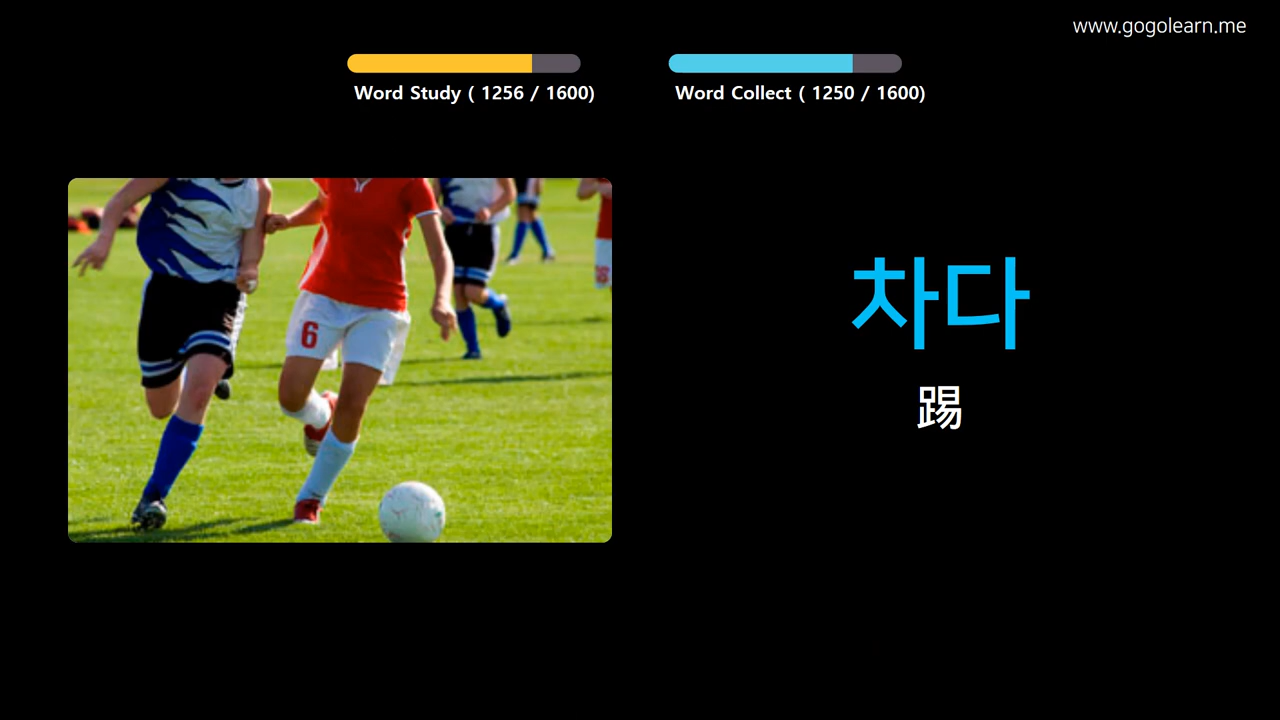 www.gogolearn.me
Word Study ( 1256 / 1600)
Word Collect ( 1250 / 1600)
차다
踢
6